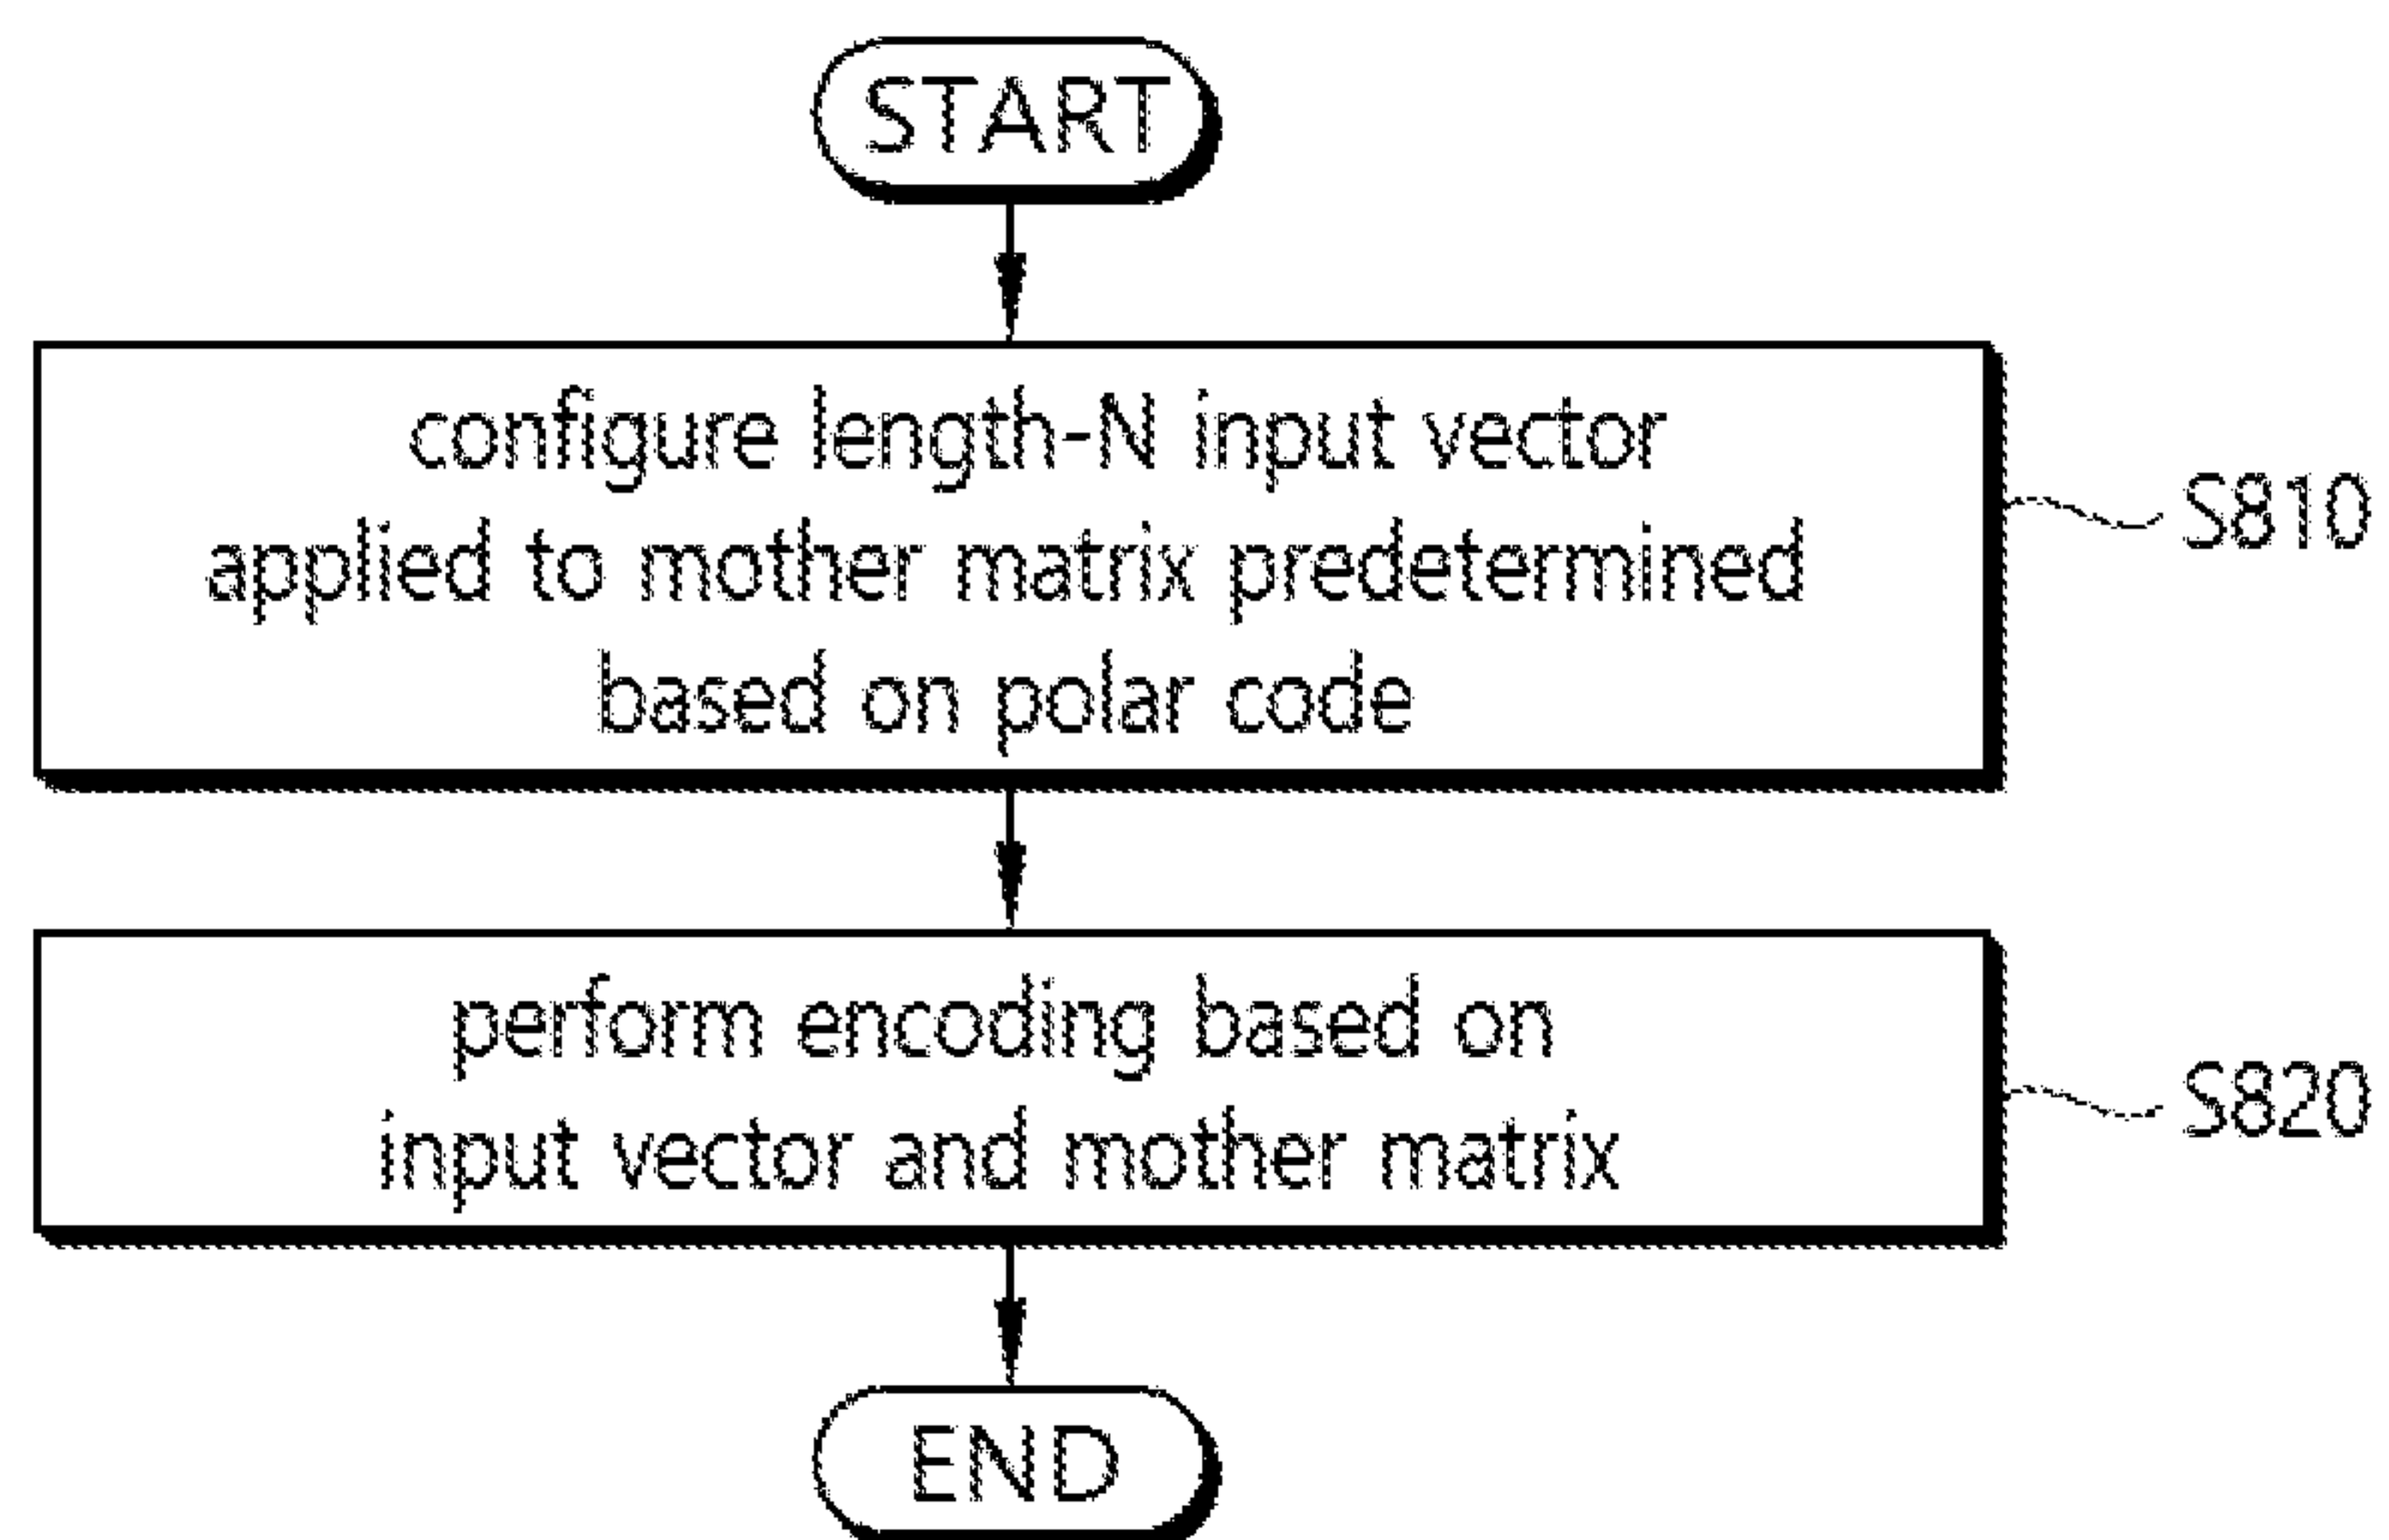 START
configure length-N input vector
applied to mother matrix predetermined
based on polar code
S810
perform encoding based on
input vector and mother matrix
S820
END